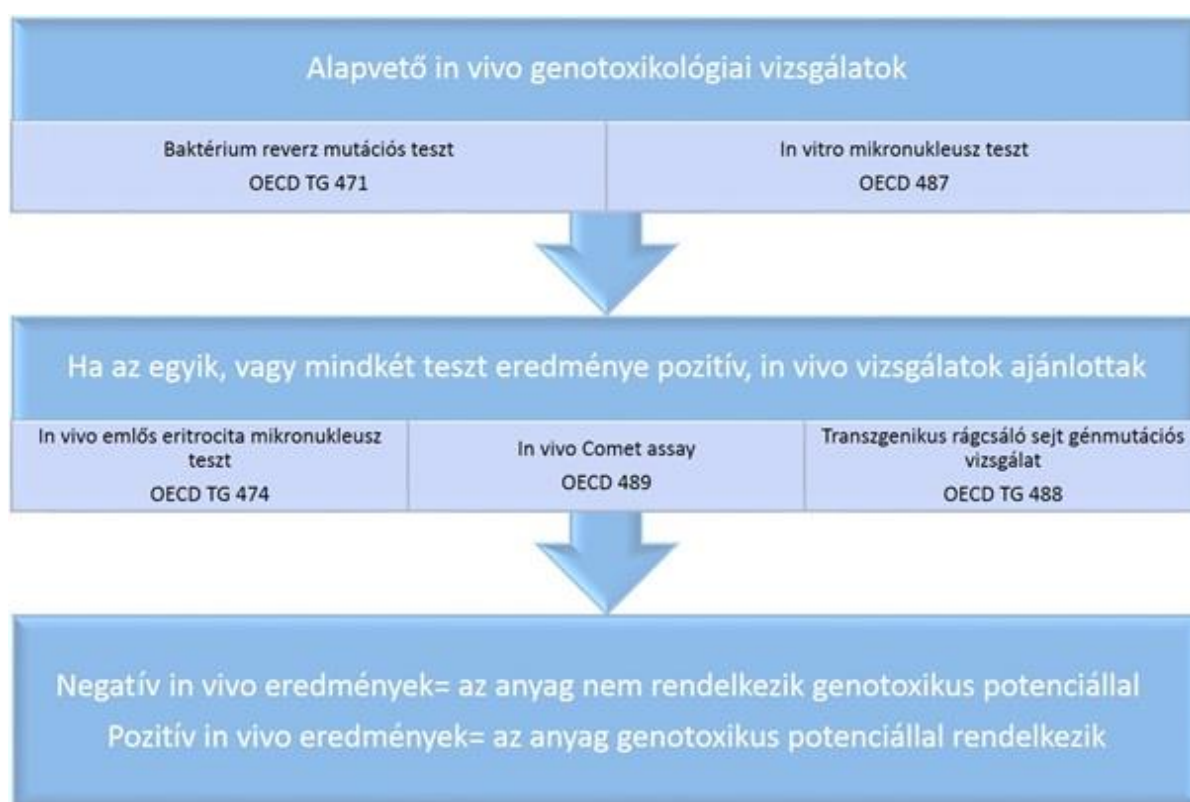 Alapvető in vivo genotoxikológiai vizsgálatok
Baktérium reverz mutációs teszt
OECD TG 471
In vitro mikronukleusz teszt
OECD 487
Ha az egyik, vagy mindkét teszt eredménye pozitív, in vivo vizsgálatok ajánlottak
In vivo emlős eritrocita mikronukleusz
teszt
OECD TG 474
In vivo Comet assay
OECD 489
Transzgenikus rágcsáló sejt génmutációs
vizsgálat
OECD TG 488
Negatív in vivo eredmények= az anyag nem rendelkezik genotoxikus potenciállal
Pozitív in vivo eredmények= az anyag genotoxikus potenciállal rendelkezik